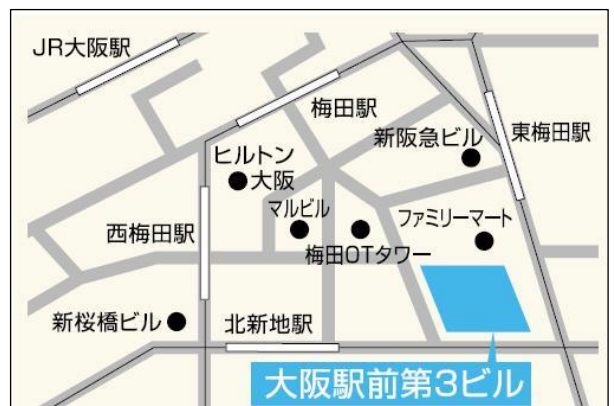 JR大阪駅
梅田駅
新阪急ビル
東梅田駅
ヒルトン
大阪
マルビル
ファミリーマート
西梅田駅
梅田OTタワー
新桜橋ビル
北新地駅
大阪駅前第3ビル